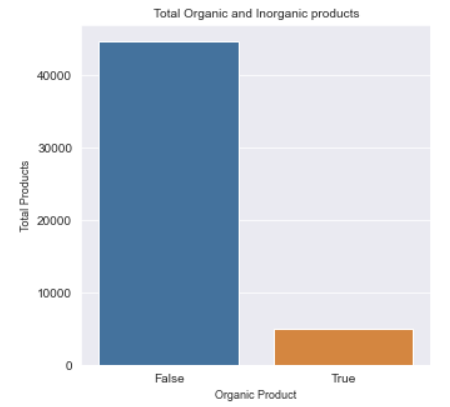 Total Organic and Inorganic products
40000
30000
20000
10000
0
Total Products
False
True
Organic Product